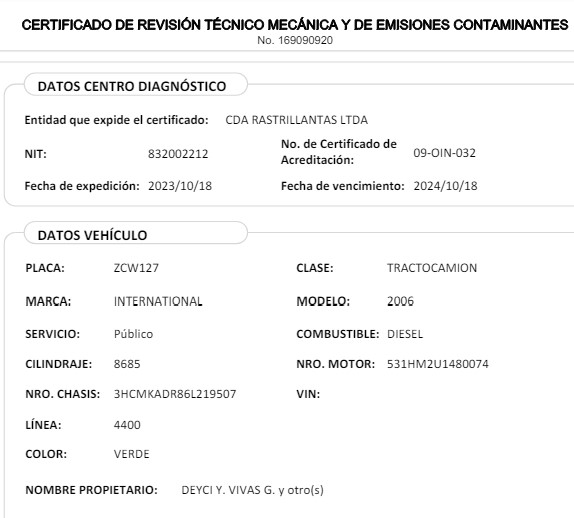 CERTIFICADO DE REVISIÓN TÉCNICO MECÁNICA Y DE EMISIONES CONTAMINANTES
No. 169090920
DATOS CENTRO DIAGNÓSTICO
Entidad que expide el certificado: CDA RASTRILLANTAS LTDA
NIT: 832002212 No. de Certificado de Acreditación: 09-OIN-032
Fecha de expedición: 2023/10/18 Fecha de vencimiento: 2024/10/18
DATOS VEHÍCULO
PLACA: ZCW127 CLASE: TRACTOCAMION
MARCA: INTERNATIONAL MODELO: 2006
SERVICIO: Público COMBUSTIBLE: DIESEL
CILINDRAJE: 8685 NRO. MOTOR: 531HM2U1480074
NRO. CHASIS: 3HCMKADR86L219507 VIN:
LÍNEA: 4400
COLOR: VERDE
NOMBRE PROPIETARIO: DEYCI Y. VIVAS G. y otro(s)